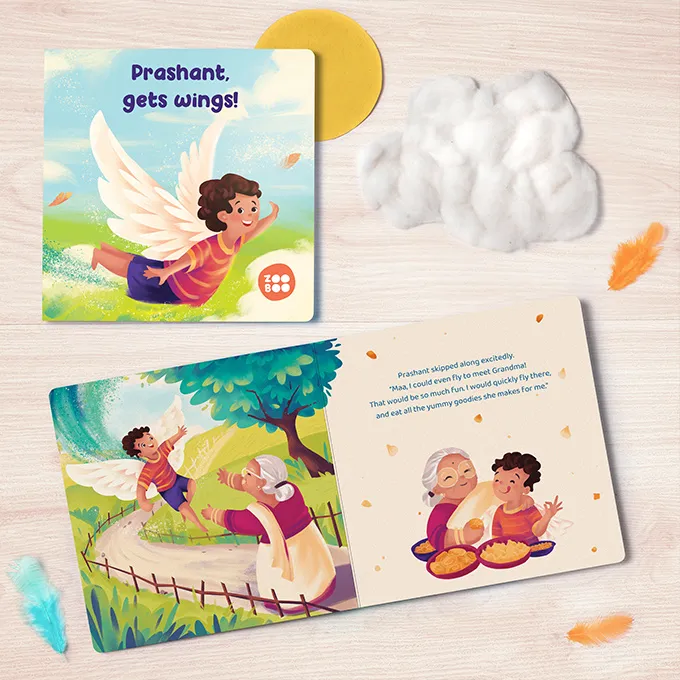 Prashant,
gets wings!
ZOO
BOO
Prashant skipped along excitedly.
"Maa, I could even fly to meet Grandma!
That would be so much fun. I would quickly fly there,
and eat all the yummy goodies she makes for me."